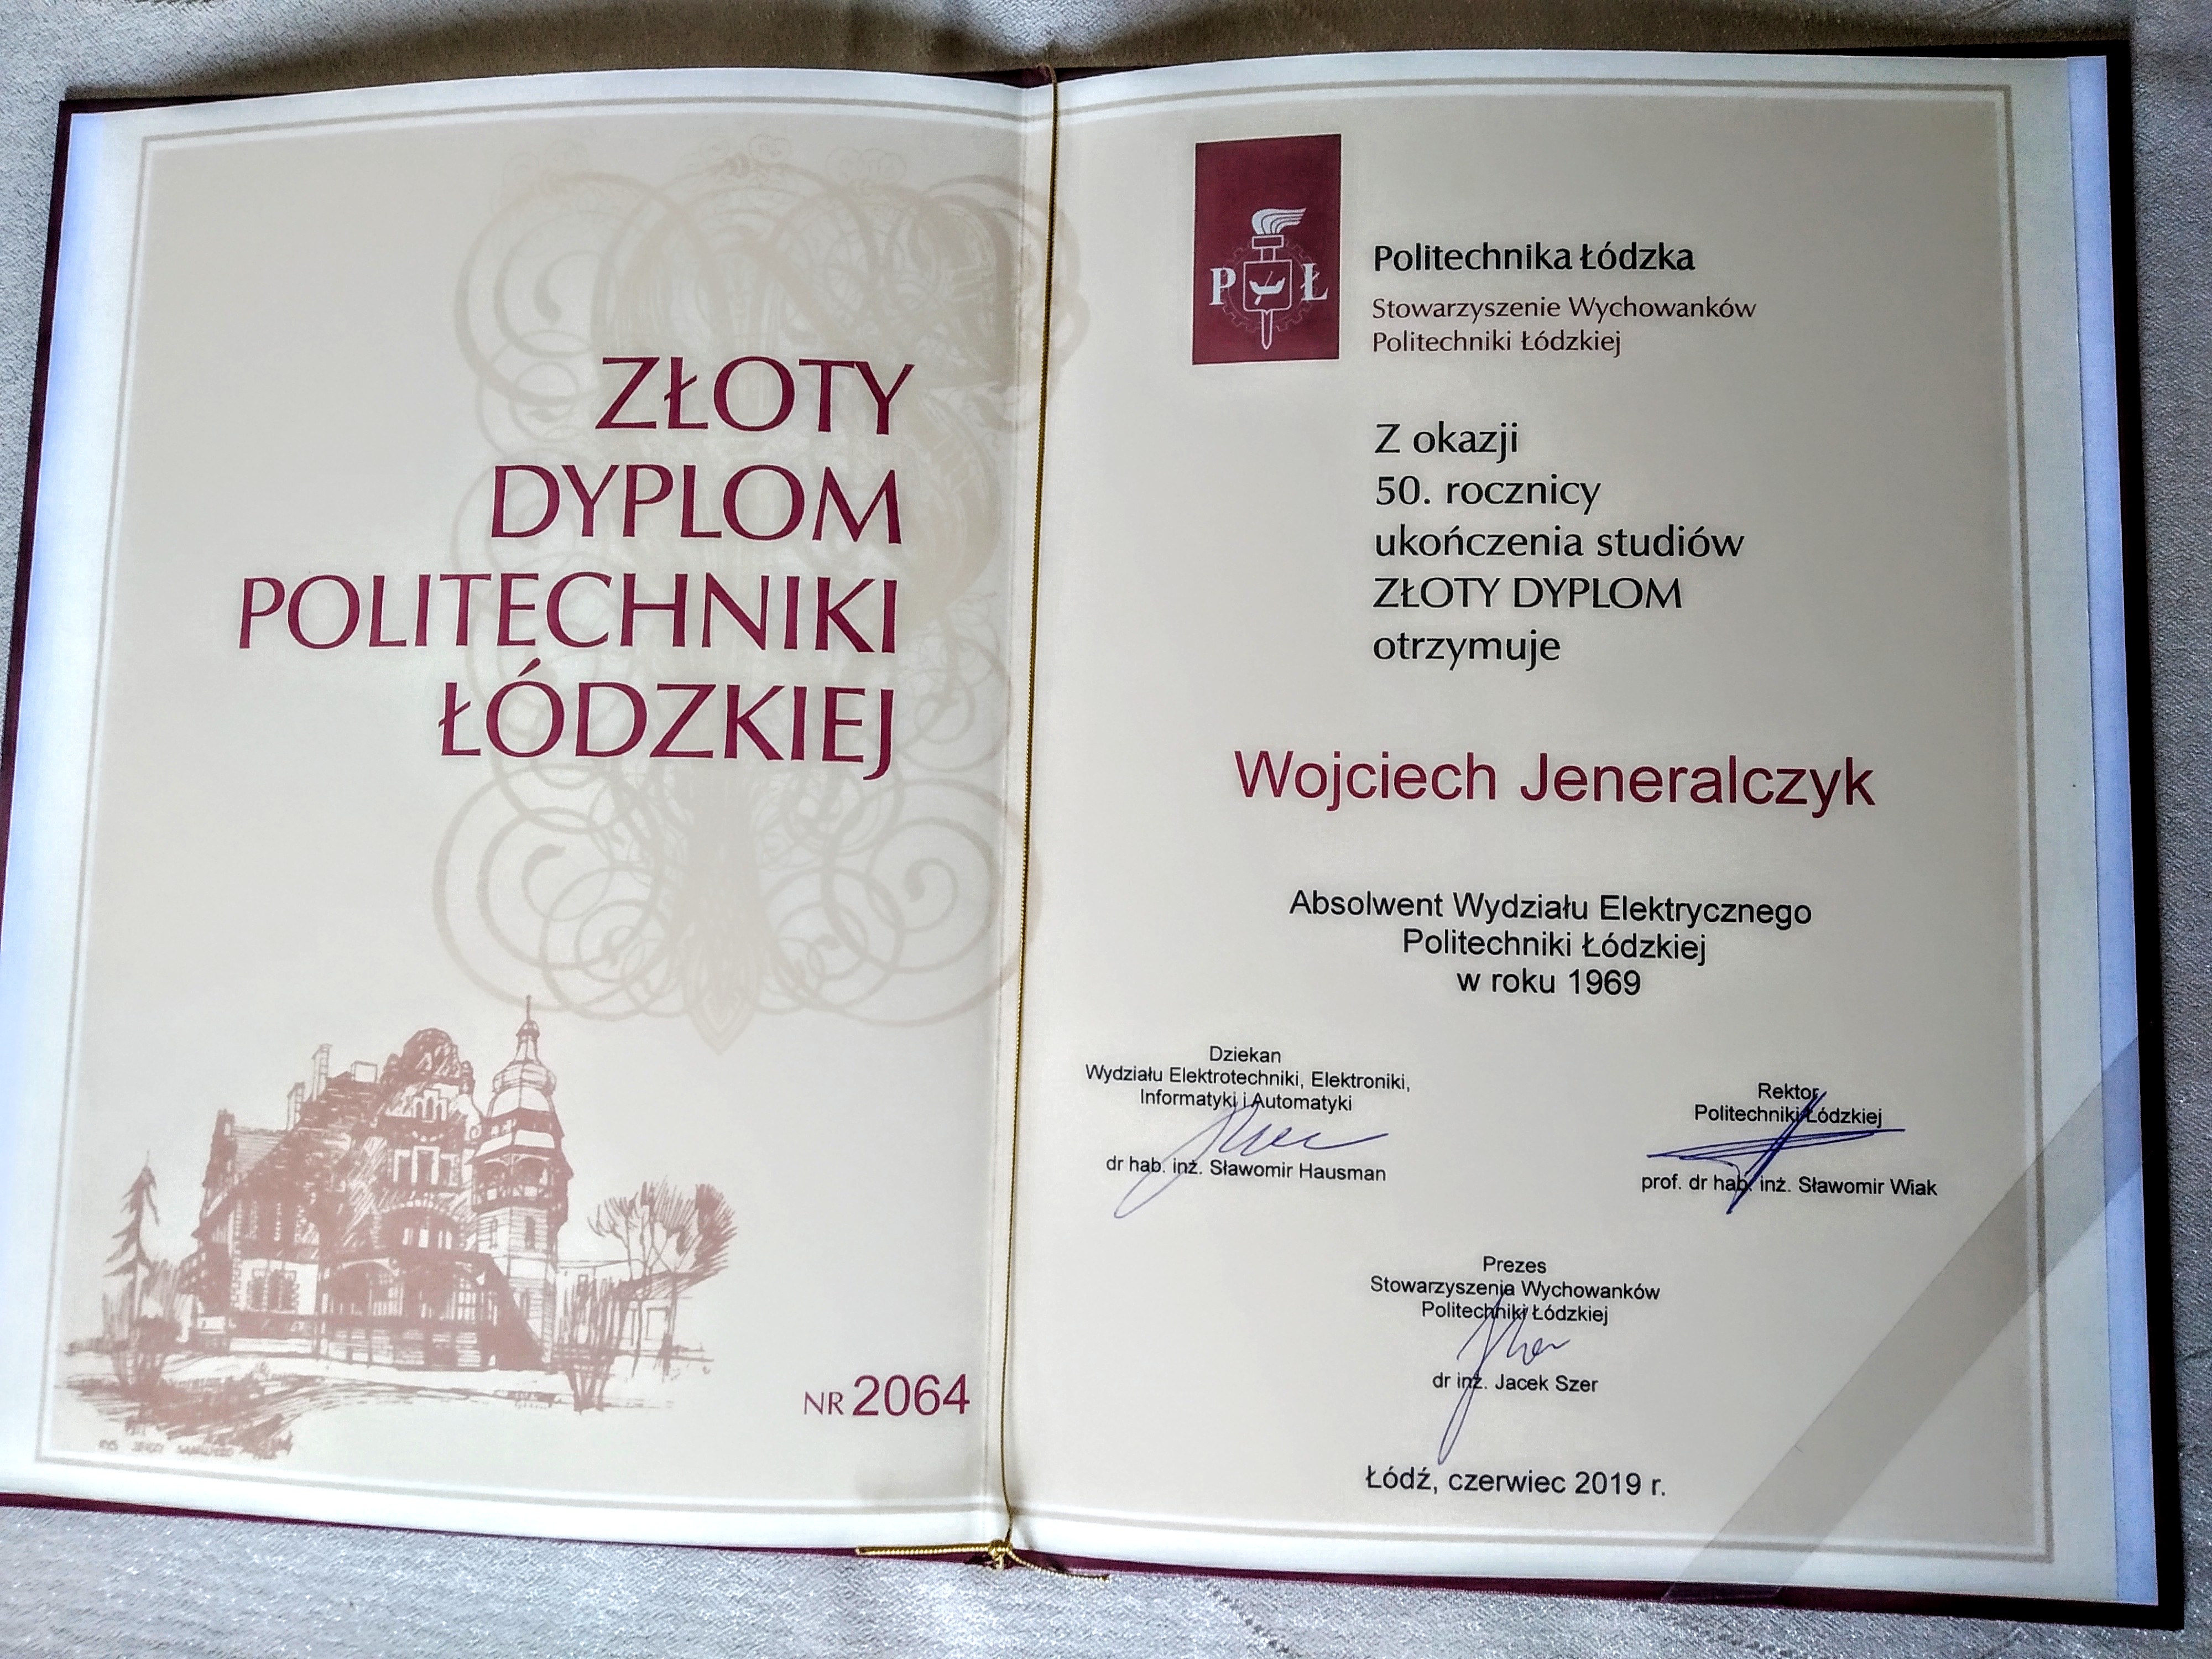 ZŁOTY
DYPLOM
POLITECHNIKI
ŁÓDZKIEJ
NR 2064
P Ł
Politechnika Łódzka
Stowarzyszenie Wychowanków
Politechniki Łódzkiej
Z okazji
50. rocznicy
ukończenia studiów
ZŁOTY DYPLOM
otrzymuje
Wojciech Jeneralczyk
Absolwent Wydziału Elektrycznego
Politechniki Łódzkiej
w roku 1969
Dziekan
Wydziału Elektrotechniki, Elektroniki,
Informatyki i Automatyki
dr hab. inż. Sławomir Hausman
Rektor
Politechniki Łódzkiej
prof. dr hab. inż. Sławomir Wiak
Prezes
Stowarzyszenia Wychowanków
Politechniki Łódzkiej
dr inż. Jacek Szer
Łódź, czerwiec 2019 r.